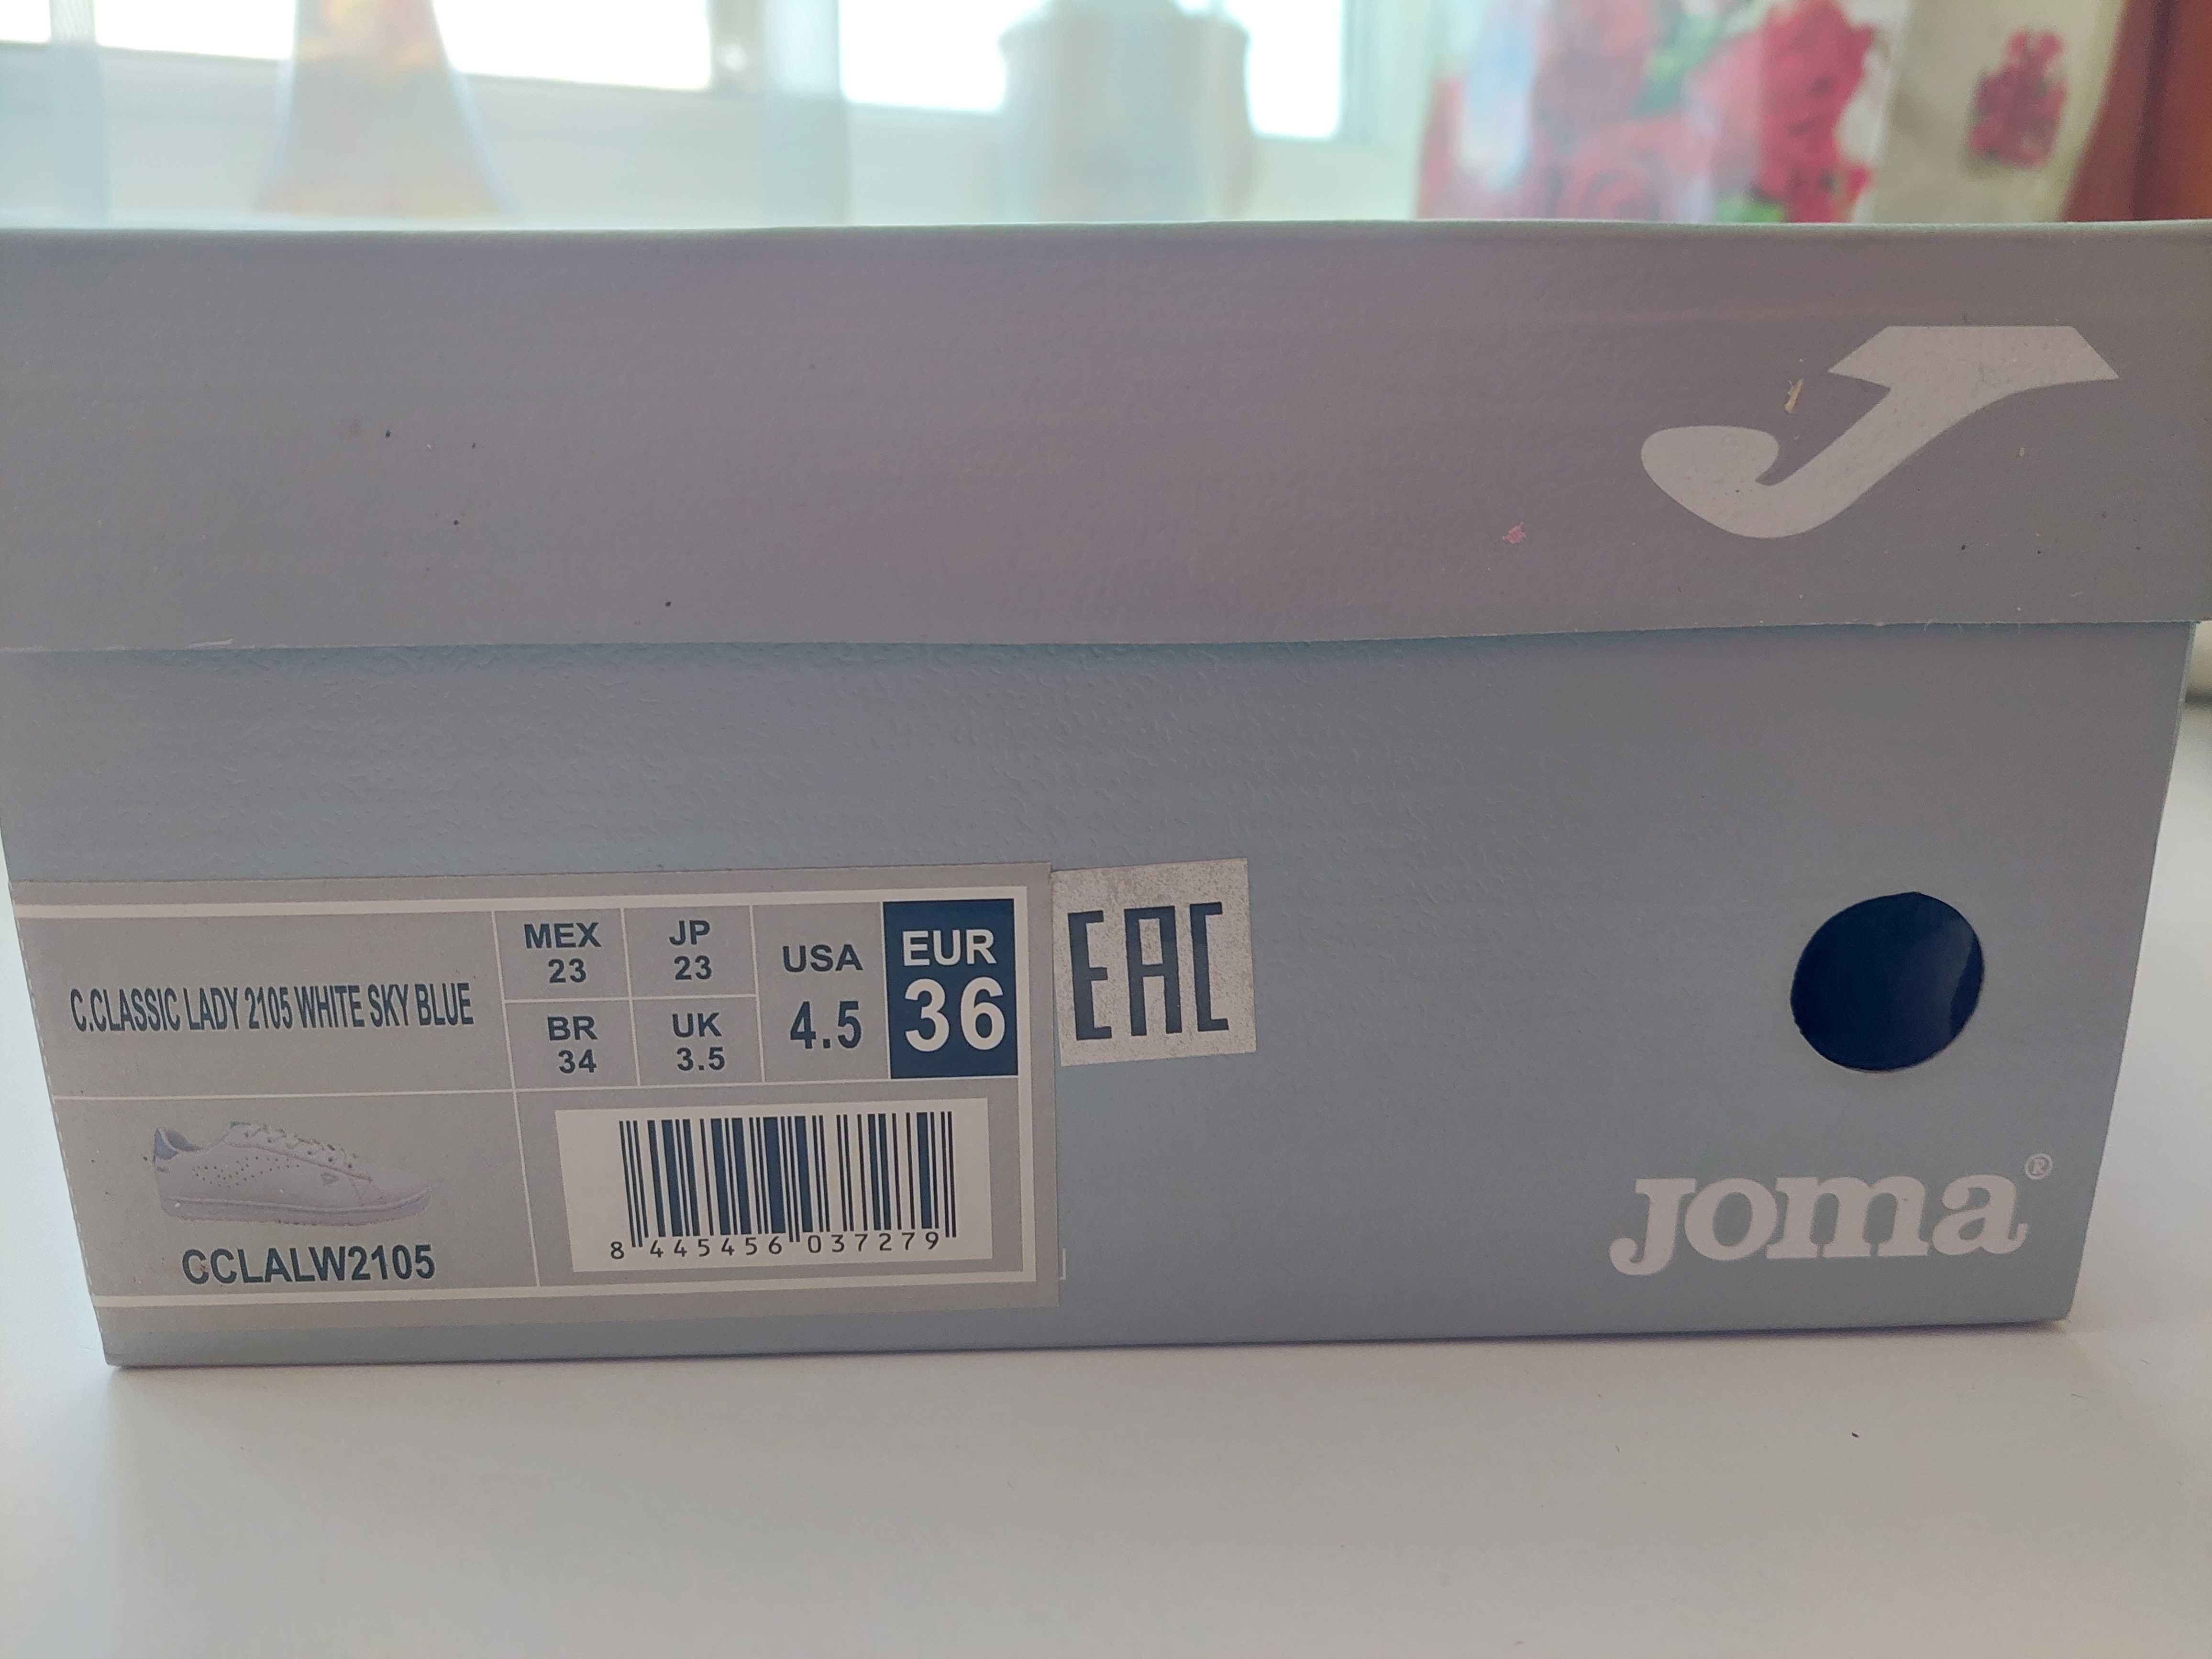 C.CLASSIC LADY 2105 WHITE SKY BLUE
MEX
23
JP
23
BR
34
UK
3.5
USA
4.5
EUR
36
EAC
CCLALW2105
8 445456 037279
Joma®